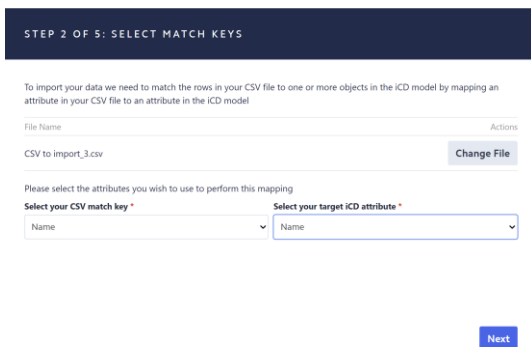 STEP 2 OF 5: SELECT MATCH KEYS
To import your data we need to match the rows in your CSV file to one or more objects in the iCD model by mapping an
attribute in your CSV file to an attribute in the iCD model
File Name Actions
CSV to import_3.csv Change File
Please select the attributes you wish to use to perform this mapping
Select your CSV match key * Select your target iCD attribute *
Name Name
Next